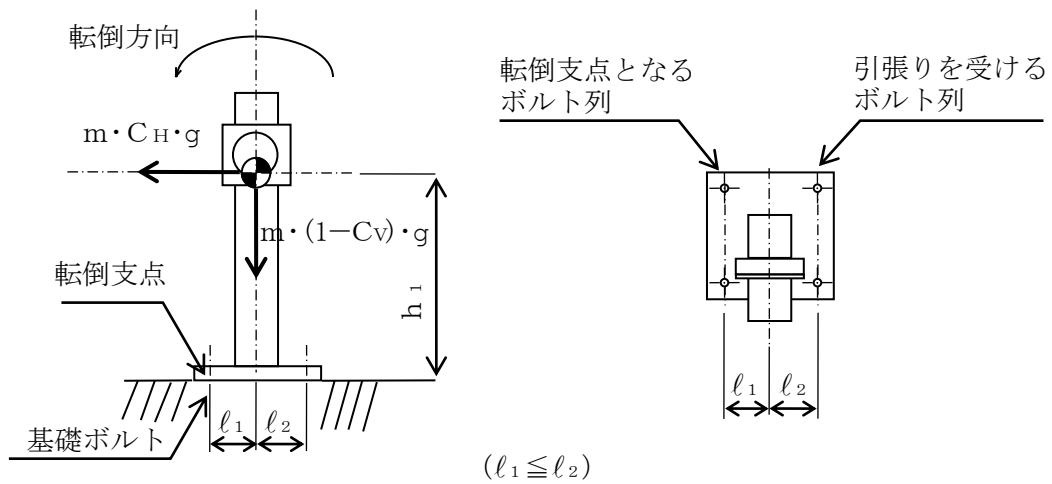 転倒方向
m・CH・g
m・(1－CV)・g
転倒支点
h1
ℓ1
ℓ2
基礎ボルト
転倒支点となる
ボルト列
引張りを受ける
ボルト列
ℓ1
ℓ2
(ℓ1≦ℓ2)